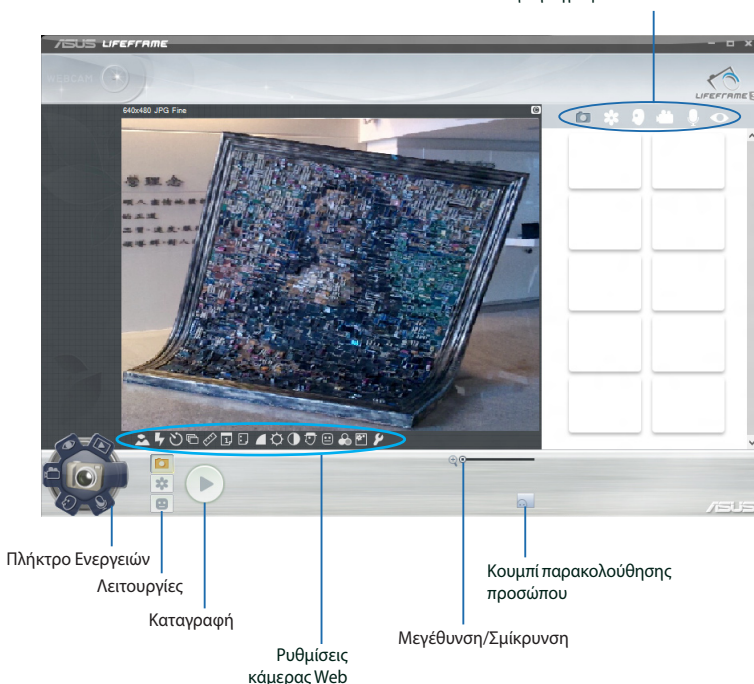 ASUS LIFEFRAME
WEBCAM
LIFEFRAME 3
640x480 JPG Fine
ASUS
Πλήκτρο Ενεργειών
Λειτουργίες
Καταγραφή
Ρυθμίσεις
κάμερας Web
Μεγέθυνση/Σμίκρυνση
Κουμπί παρακολούθησης
προσώπου